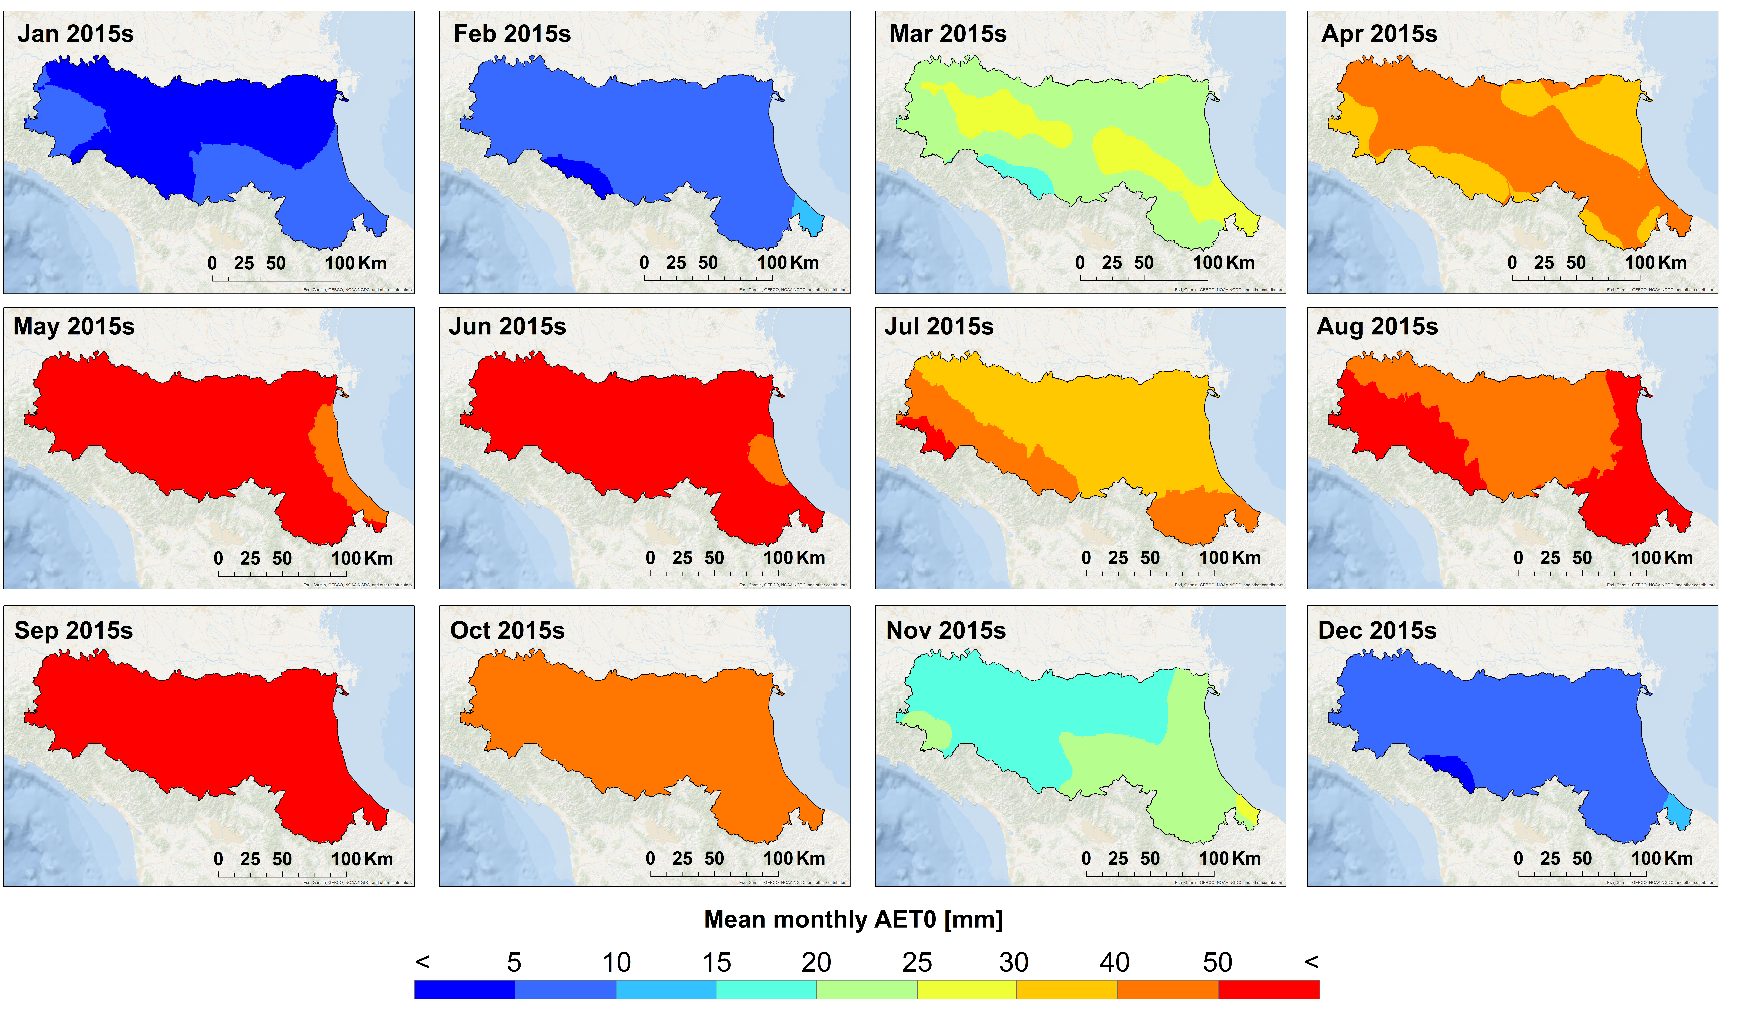 Jan 2015s
0 25 50 100 Km
Feb 2015s
0 25 50 100 Km
Mar 2015s
0 25 50 100 Km
Apr 2015s
0 25 50 100 Km
May 2015s
0 25 50 100 Km
Jun 2015s
0 25 50 100 Km
Jul 2015s
0 25 50 100 Km
Aug 2015s
0 25 50 100 Km
Sep 2015s
0 25 50 100 Km
Oct 2015s
0 25 50 100 Km
Nov 2015s
0 25 50 100 Km
Dec 2015s
0 25 50 100 Km
Mean monthly AET0 [mm]
< 5 10 15 20 25 30 40 50 <